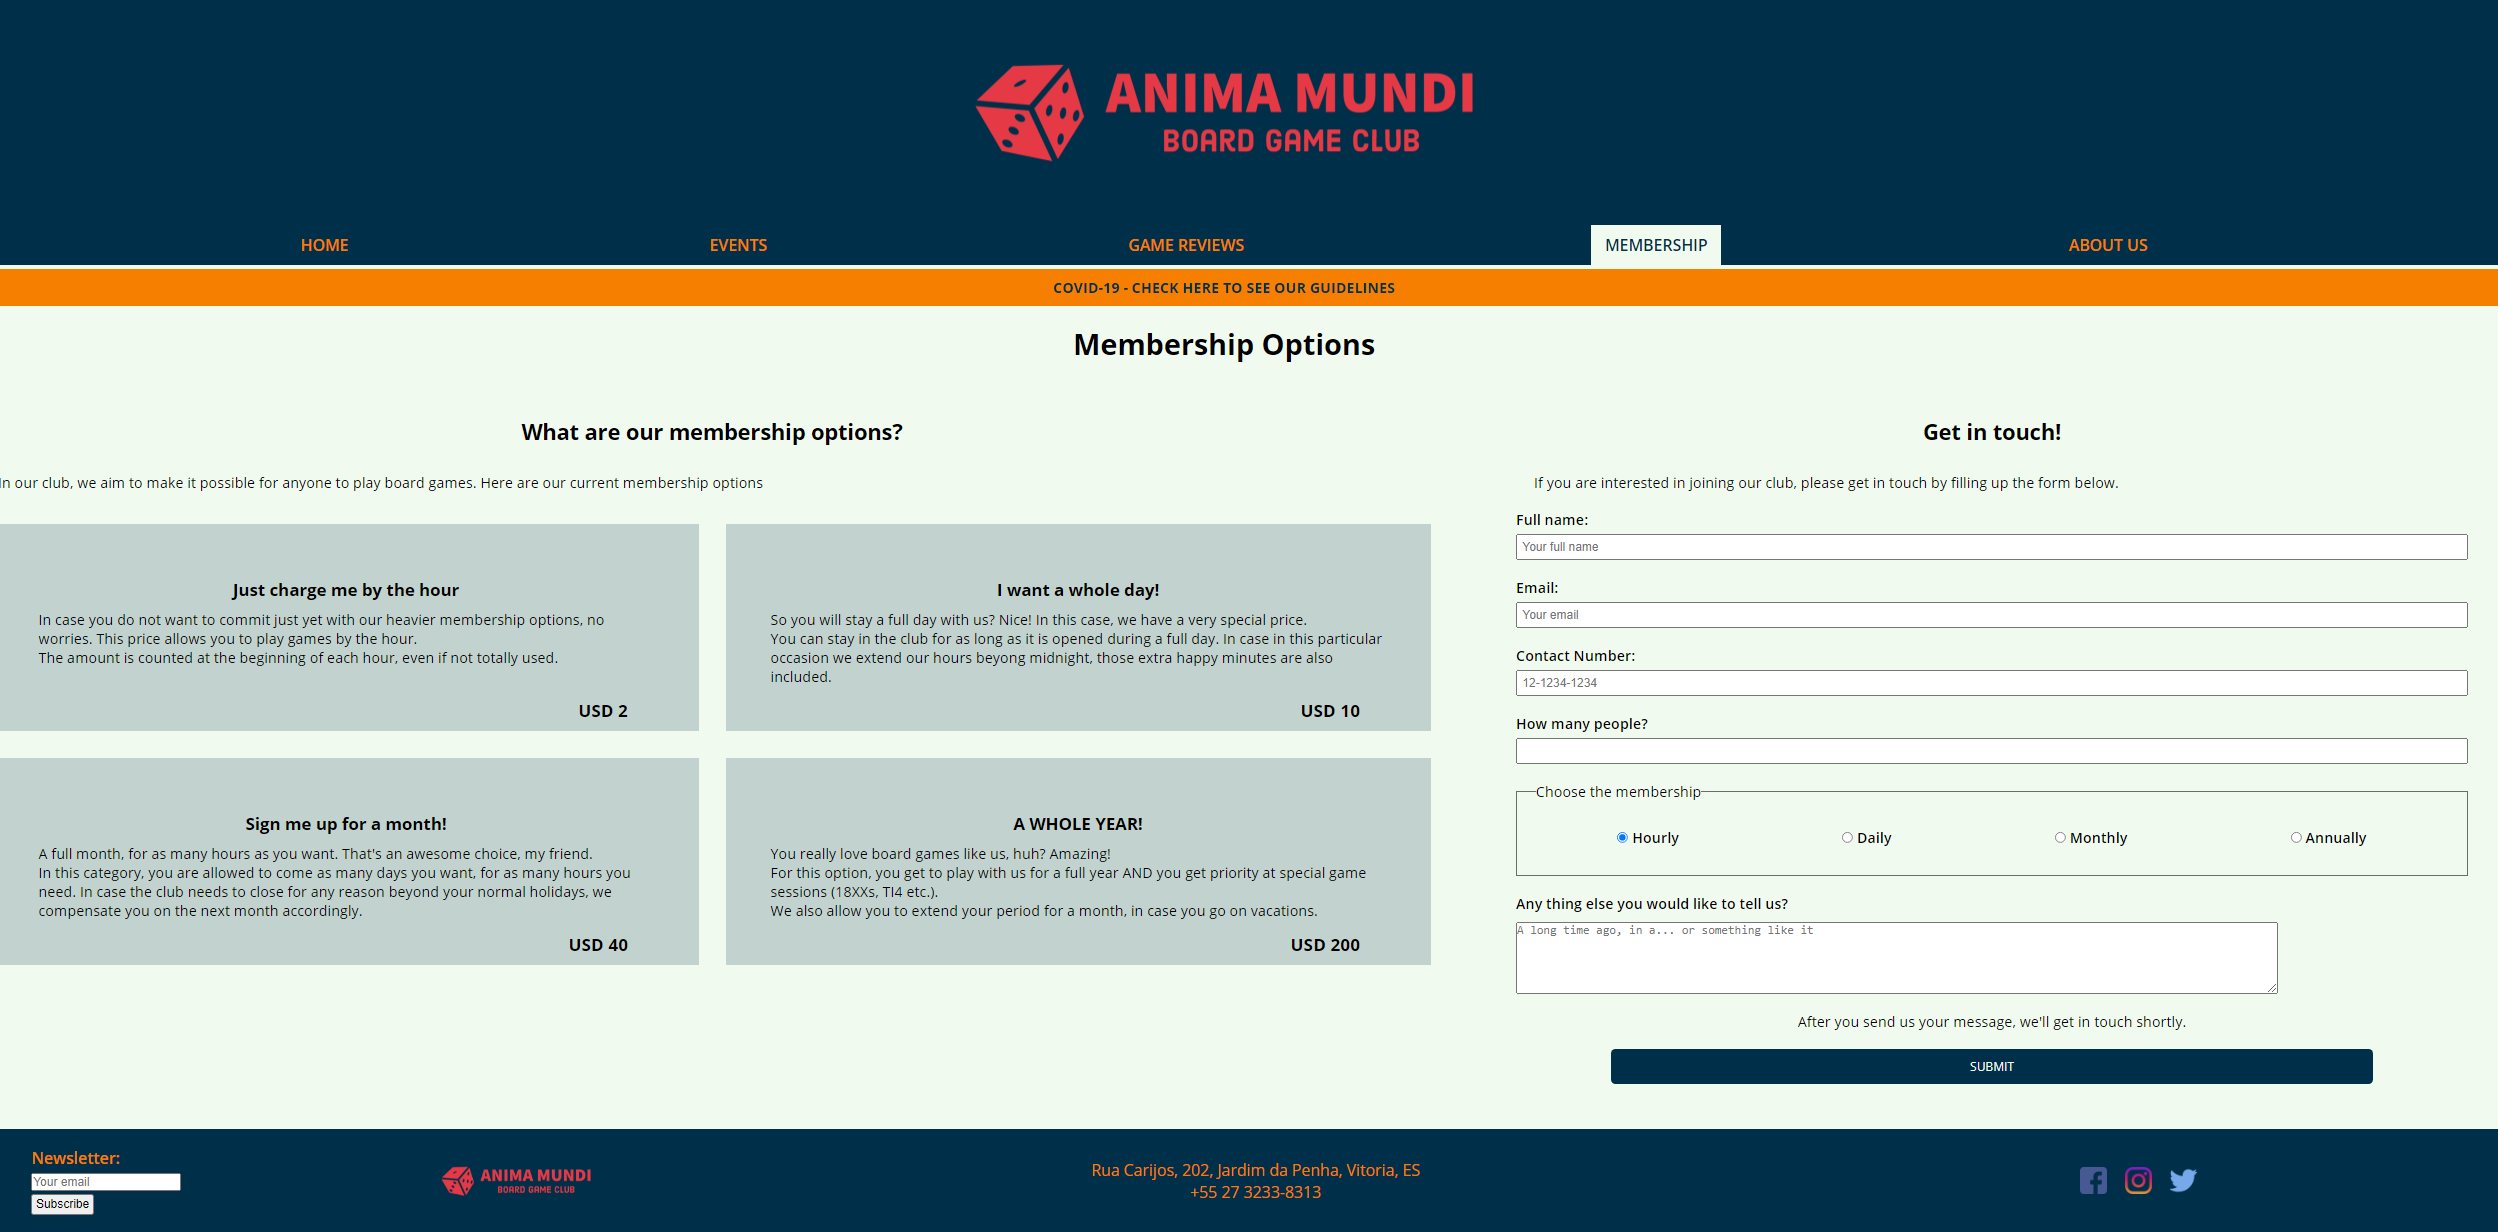 ANIMA MUNDI
BOARD GAME CLUB
HOME
EVENTS
GAME REVIEWS
MEMBERSHIP
ABOUT US
COVID-19 - CHECK HERE TO SEE OUR GUIDELINES
Membership Options
What are our membership options?
In our club, we aim to make it possible for anyone to play board games. Here are our current membership options
Just charge me by the hour
In case you do not want to commit just yet with our heavier membership options, no
worries. This price allows you to play games by the hour.
The amount is counted at the beginning of each hour, even if not totally used.
USD 2
I want a whole day!
So you will stay a full day with us? Nice! In this case, we have a very special price.
You can stay in the club for as long as it is opened during a full day. In case in this particular
occasion we extend our hours beyong midnight, those extra happy minutes are also
included.
USD 10
Sign me up for a month!
A full month, for as many hours as you want. That's an awesome choice, my friend.
In this category, you are allowed to come as many days you want, for as many hours you
need. In case the club needs to close for any reason beyond your normal holidays, we
compensate you on the next month accordingly.
USD 40
A WHOLE YEAR!
You really love board games like us, huh? Amazing!
For this option, you get to play with us for a full year AND you get priority at special game
sessions (18XXs, TI4 etc.).
We also allow you to extend your period for a month, in case you go on vacations.
USD 200
Get in touch!
If you are interested in joining our club, please get in touch by filling up the form below.
Full name:
Your full name
Email:
Your email
Contact Number:
12-1234-1234
How many people?
Choose the membership
Hourly
Daily
Monthly
Annually
Any thing else you would like to tell us?
A long time ago, in a... or something like it
After you send us your message, we'll get in touch shortly.
SUBMIT
Newsletter:
Your email
Subscribe
ANIMA MUNDI
BOARD GAME CLUB
Rua Carijos, 202, Jardim da Penha, Vitoria, ES
+55 27 3233-8313